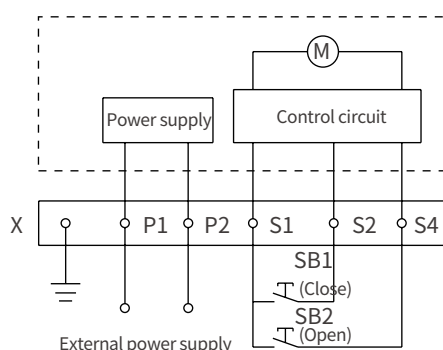 M
Power supply
Control circuit
X P1 P2 S1 S2 S4
SB1
(Close)
SB2
(Open)
External power supply